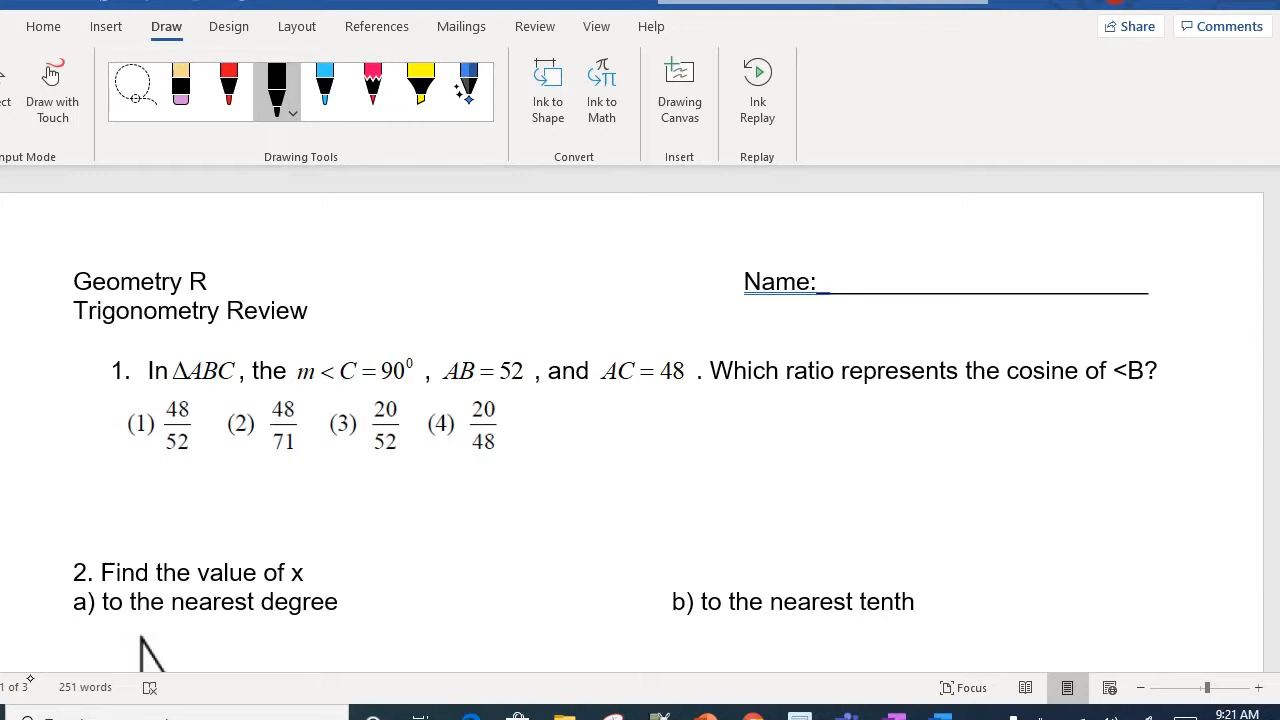 Home Insert Draw Design Layout References Mailings Review View Help Share Comments
Draw with Touch
Ink to Shape
Ink to Math
Drawing Canvas
Ink Replay
Drawing Tools Convert Insert Replay
Geometry R Name:
Trigonometry Review
1. In ΔABC, the m < C = 90⁰, AB = 52, and AC = 48. Which ratio represents the cosine of <B?
(1) 48/52 (2) 48/71 (3) 20/52 (4) 20/48
2. Find the value of x
a) to the nearest degree b) to the nearest tenth
1 of 3 251 words Focus
9:21 AM